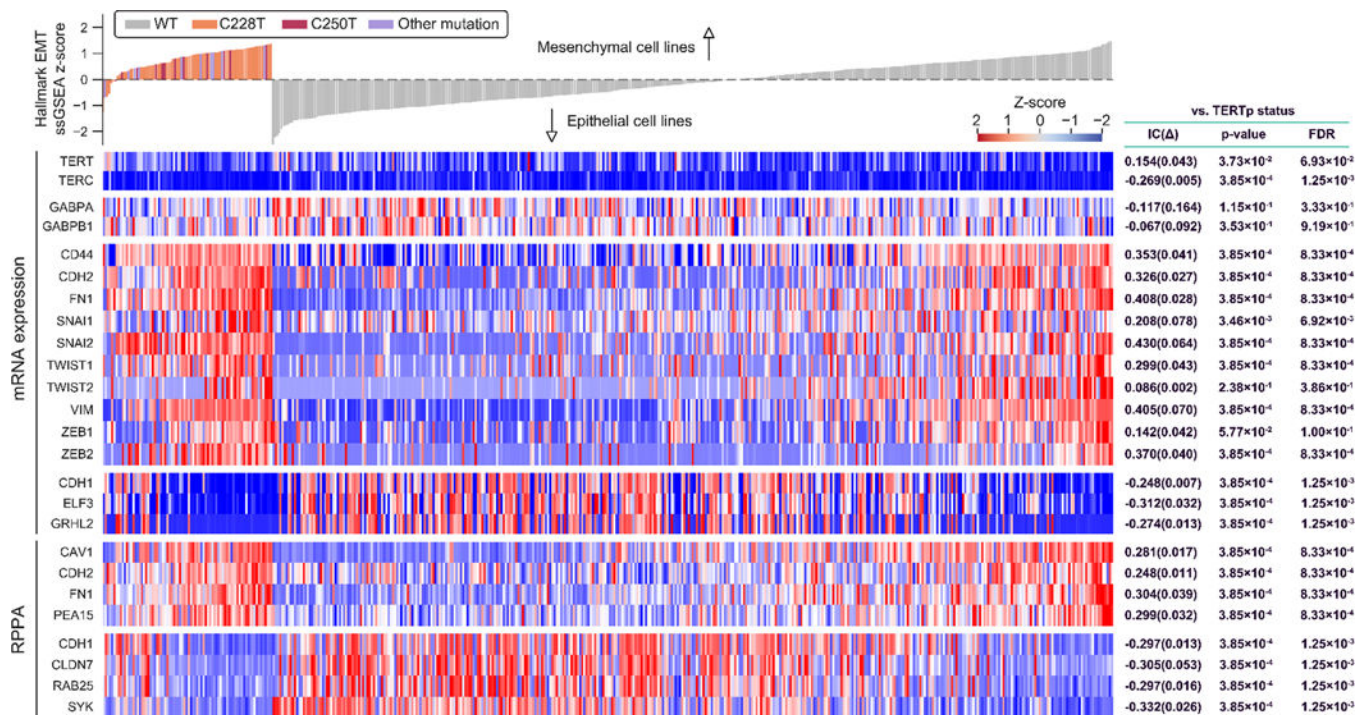 WT C228T C250T Other mutation
Hallmark EMT
ssGSEA z-score
2
1
0
−1
−2
Mesenchymal cell lines
Epithelial cell lines
Z-score
2 1 0 −1 −2
vs. TERTp status
IC(Δ) p-value FDR
mRNA expression
TERT 0.154(0.043) 3.73×10⁻² 6.93×10⁻²
TERC -0.269(0.005) 3.85×10⁻⁴ 1.25×10⁻³
GABPA -0.117(0.164) 1.15×10⁻¹ 3.33×10⁻¹
GABPB1 -0.067(0.092) 3.53×10⁻¹ 9.19×10⁻¹
CD44 0.353(0.041) 3.85×10⁻⁴ 8.33×10⁻⁴
CDH2 0.326(0.027) 3.85×10⁻⁴ 8.33×10⁻⁴
FN1 0.408(0.028) 3.85×10⁻⁴ 8.33×10⁻⁴
SNAI1 0.208(0.078) 3.46×10⁻³ 6.92×10⁻³
SNAI2 0.430(0.064) 3.85×10⁻⁴ 8.33×10⁻⁴
TWIST1 0.299(0.043) 3.85×10⁻⁴ 8.33×10⁻⁴
TWIST2 0.086(0.002) 2.38×10⁻¹ 3.86×10⁻¹
VIM 0.405(0.070) 3.85×10⁻⁴ 8.33×10⁻⁴
ZEB1 0.142(0.042) 5.77×10⁻² 1.00×10⁻¹
ZEB2 0.370(0.040) 3.85×10⁻⁴ 8.33×10⁻⁴
CDH1 -0.248(0.007) 3.85×10⁻⁴ 1.25×10⁻³
ELF3 -0.312(0.032) 3.85×10⁻⁴ 1.25×10⁻³
GRHL2 -0.274(0.013) 3.85×10⁻⁴ 1.25×10⁻³
RPPA
CAV1 0.281(0.017) 3.85×10⁻⁴ 8.33×10⁻⁴
CDH2 0.248(0.011) 3.85×10⁻⁴ 8.33×10⁻⁴
FN1 0.304(0.039) 3.85×10⁻⁴ 8.33×10⁻⁴
PEA15 0.299(0.032) 3.85×10⁻⁴ 8.33×10⁻⁴
CDH1 -0.297(0.013) 3.85×10⁻⁴ 1.25×10⁻³
CLDN7 -0.305(0.053) 3.85×10⁻⁴ 1.25×10⁻³
RAB25 -0.297(0.016) 3.85×10⁻⁴ 1.25×10⁻³
SYK -0.332(0.026) 3.85×10⁻⁴ 1.25×10⁻³